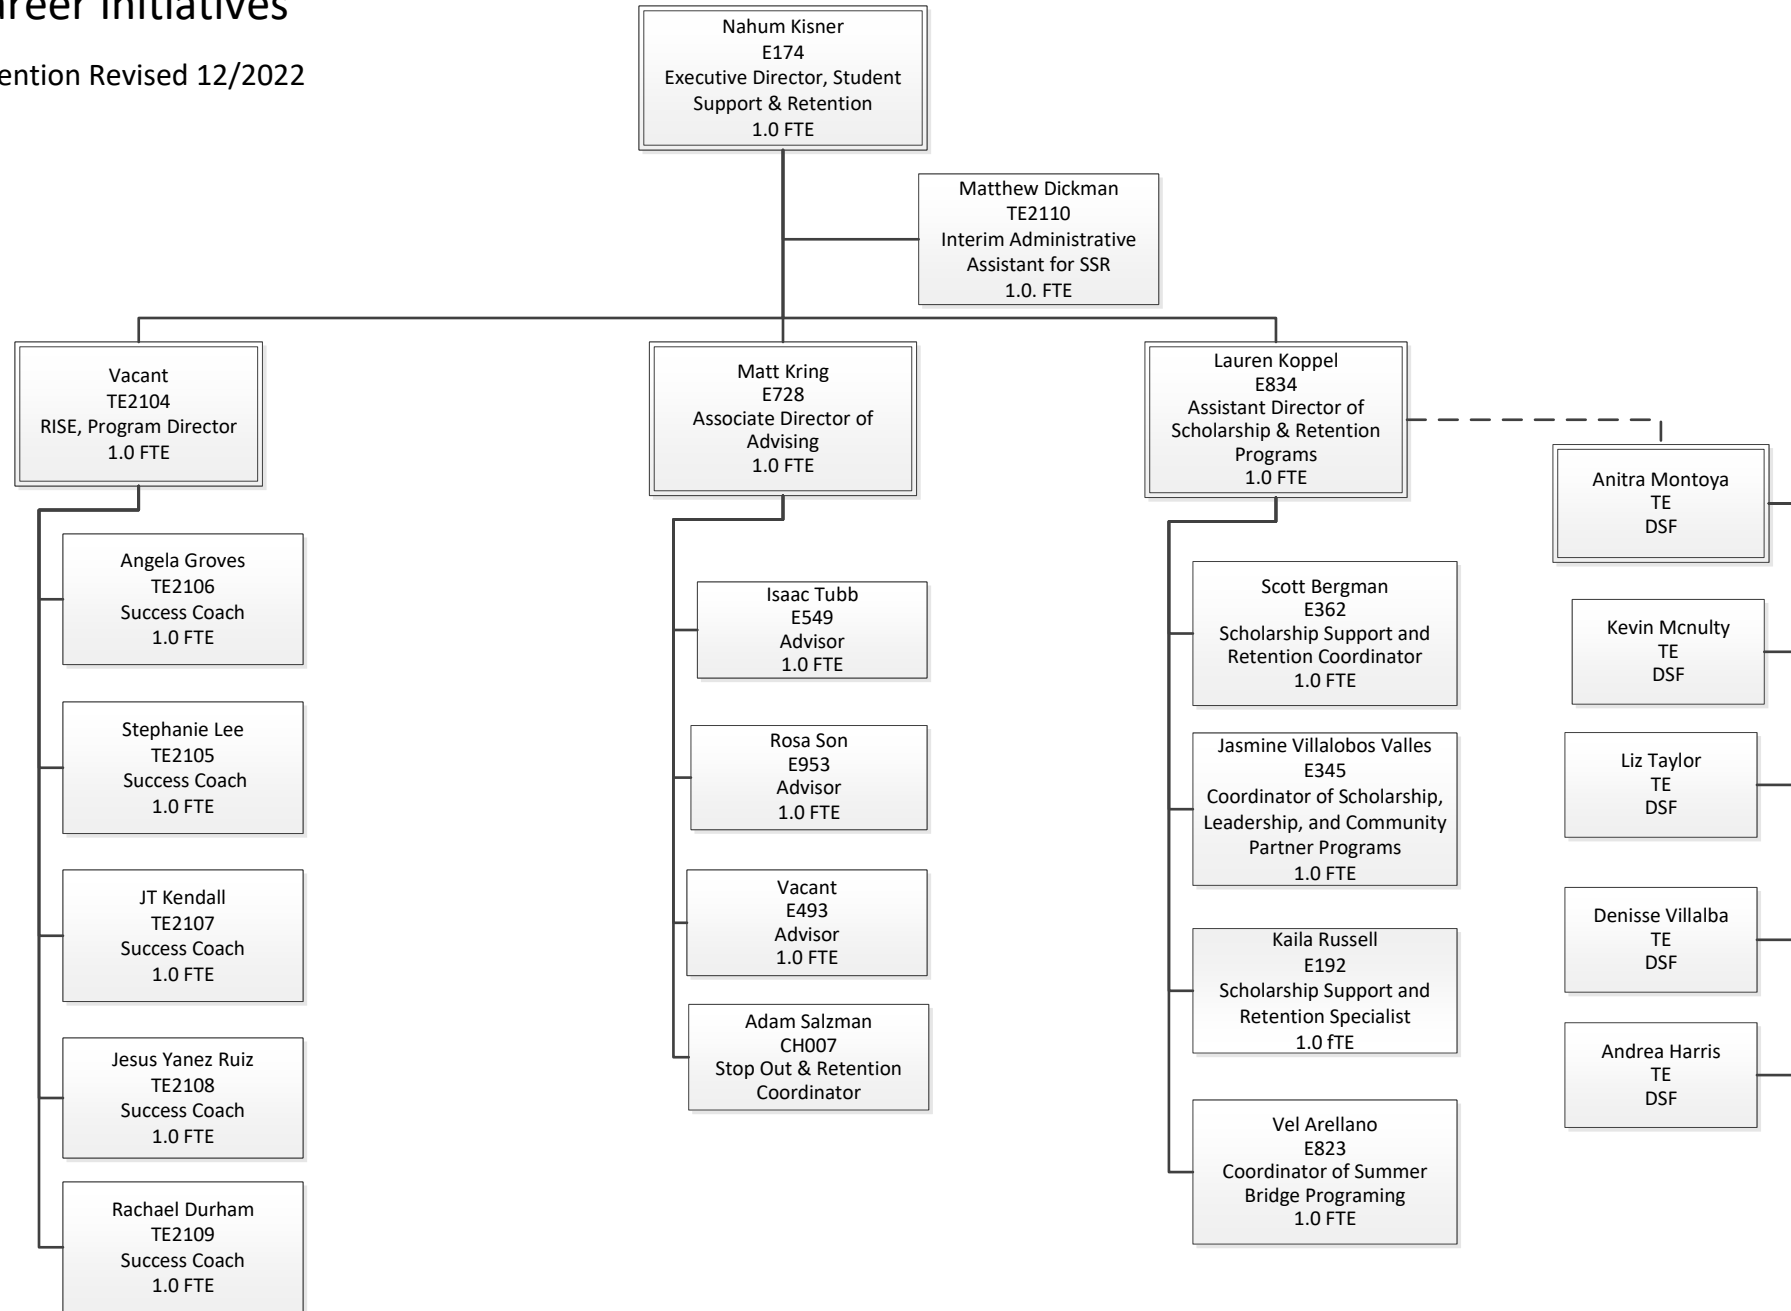 Initiatives
Revised 12/2022
Nahum Kisner
E174
Executive Director, Student
Support & Retention
1.0 FTE
Matthew Dickman
TE2110
Interim Administrative
Assistant for SSR
1.0. FTE
Vacant
TE2104
RISE, Program Director
1.0 FTE
Angela Groves
TE2106
Success Coach
1.0 FTE
Stephanie Lee
TE2105
Success Coach
1.0 FTE
JT Kendall
TE2107
Success Coach
1.0 FTE
Jesus Yanez Ruiz
TE2108
Success Coach
1.0 FTE
Rachael Durham
TE2109
Success Coach
1.0 FTE
Matt Kring
E728
Associate Director of
Advising
1.0 FTE
Isaac Tubb
E549
Advisor
1.0 FTE
Rosa Son
E953
Advisor
1.0 FTE
Vacant
E493
Advisor
1.0 FTE
Adam Salzman
CH007
Stop Out & Retention
Coordinator
Lauren Koppel
E834
Assistant Director of
Scholarship & Retention
Programs
1.0 FTE
Scott Bergman
E362
Scholarship Support and
Retention Coordinator
1.0 FTE
Jasmine Villalobos Valles
E345
Coordinator of Scholarship,
Leadership, and Community
Partner Programs
1.0 FTE
Kaila Russell
E192
Scholarship Support and
Retention Specialist
1.0 fTE
Vel Arellano
E823
Coordinator of Summer
Bridge Programing
1.0 FTE
Anitra Montoya
TE
DSF
Kevin Mcnulty
TE
DSF
Liz Taylor
TE
DSF
Denisse Villalba
TE
DSF
Andrea Harris
TE
DSF